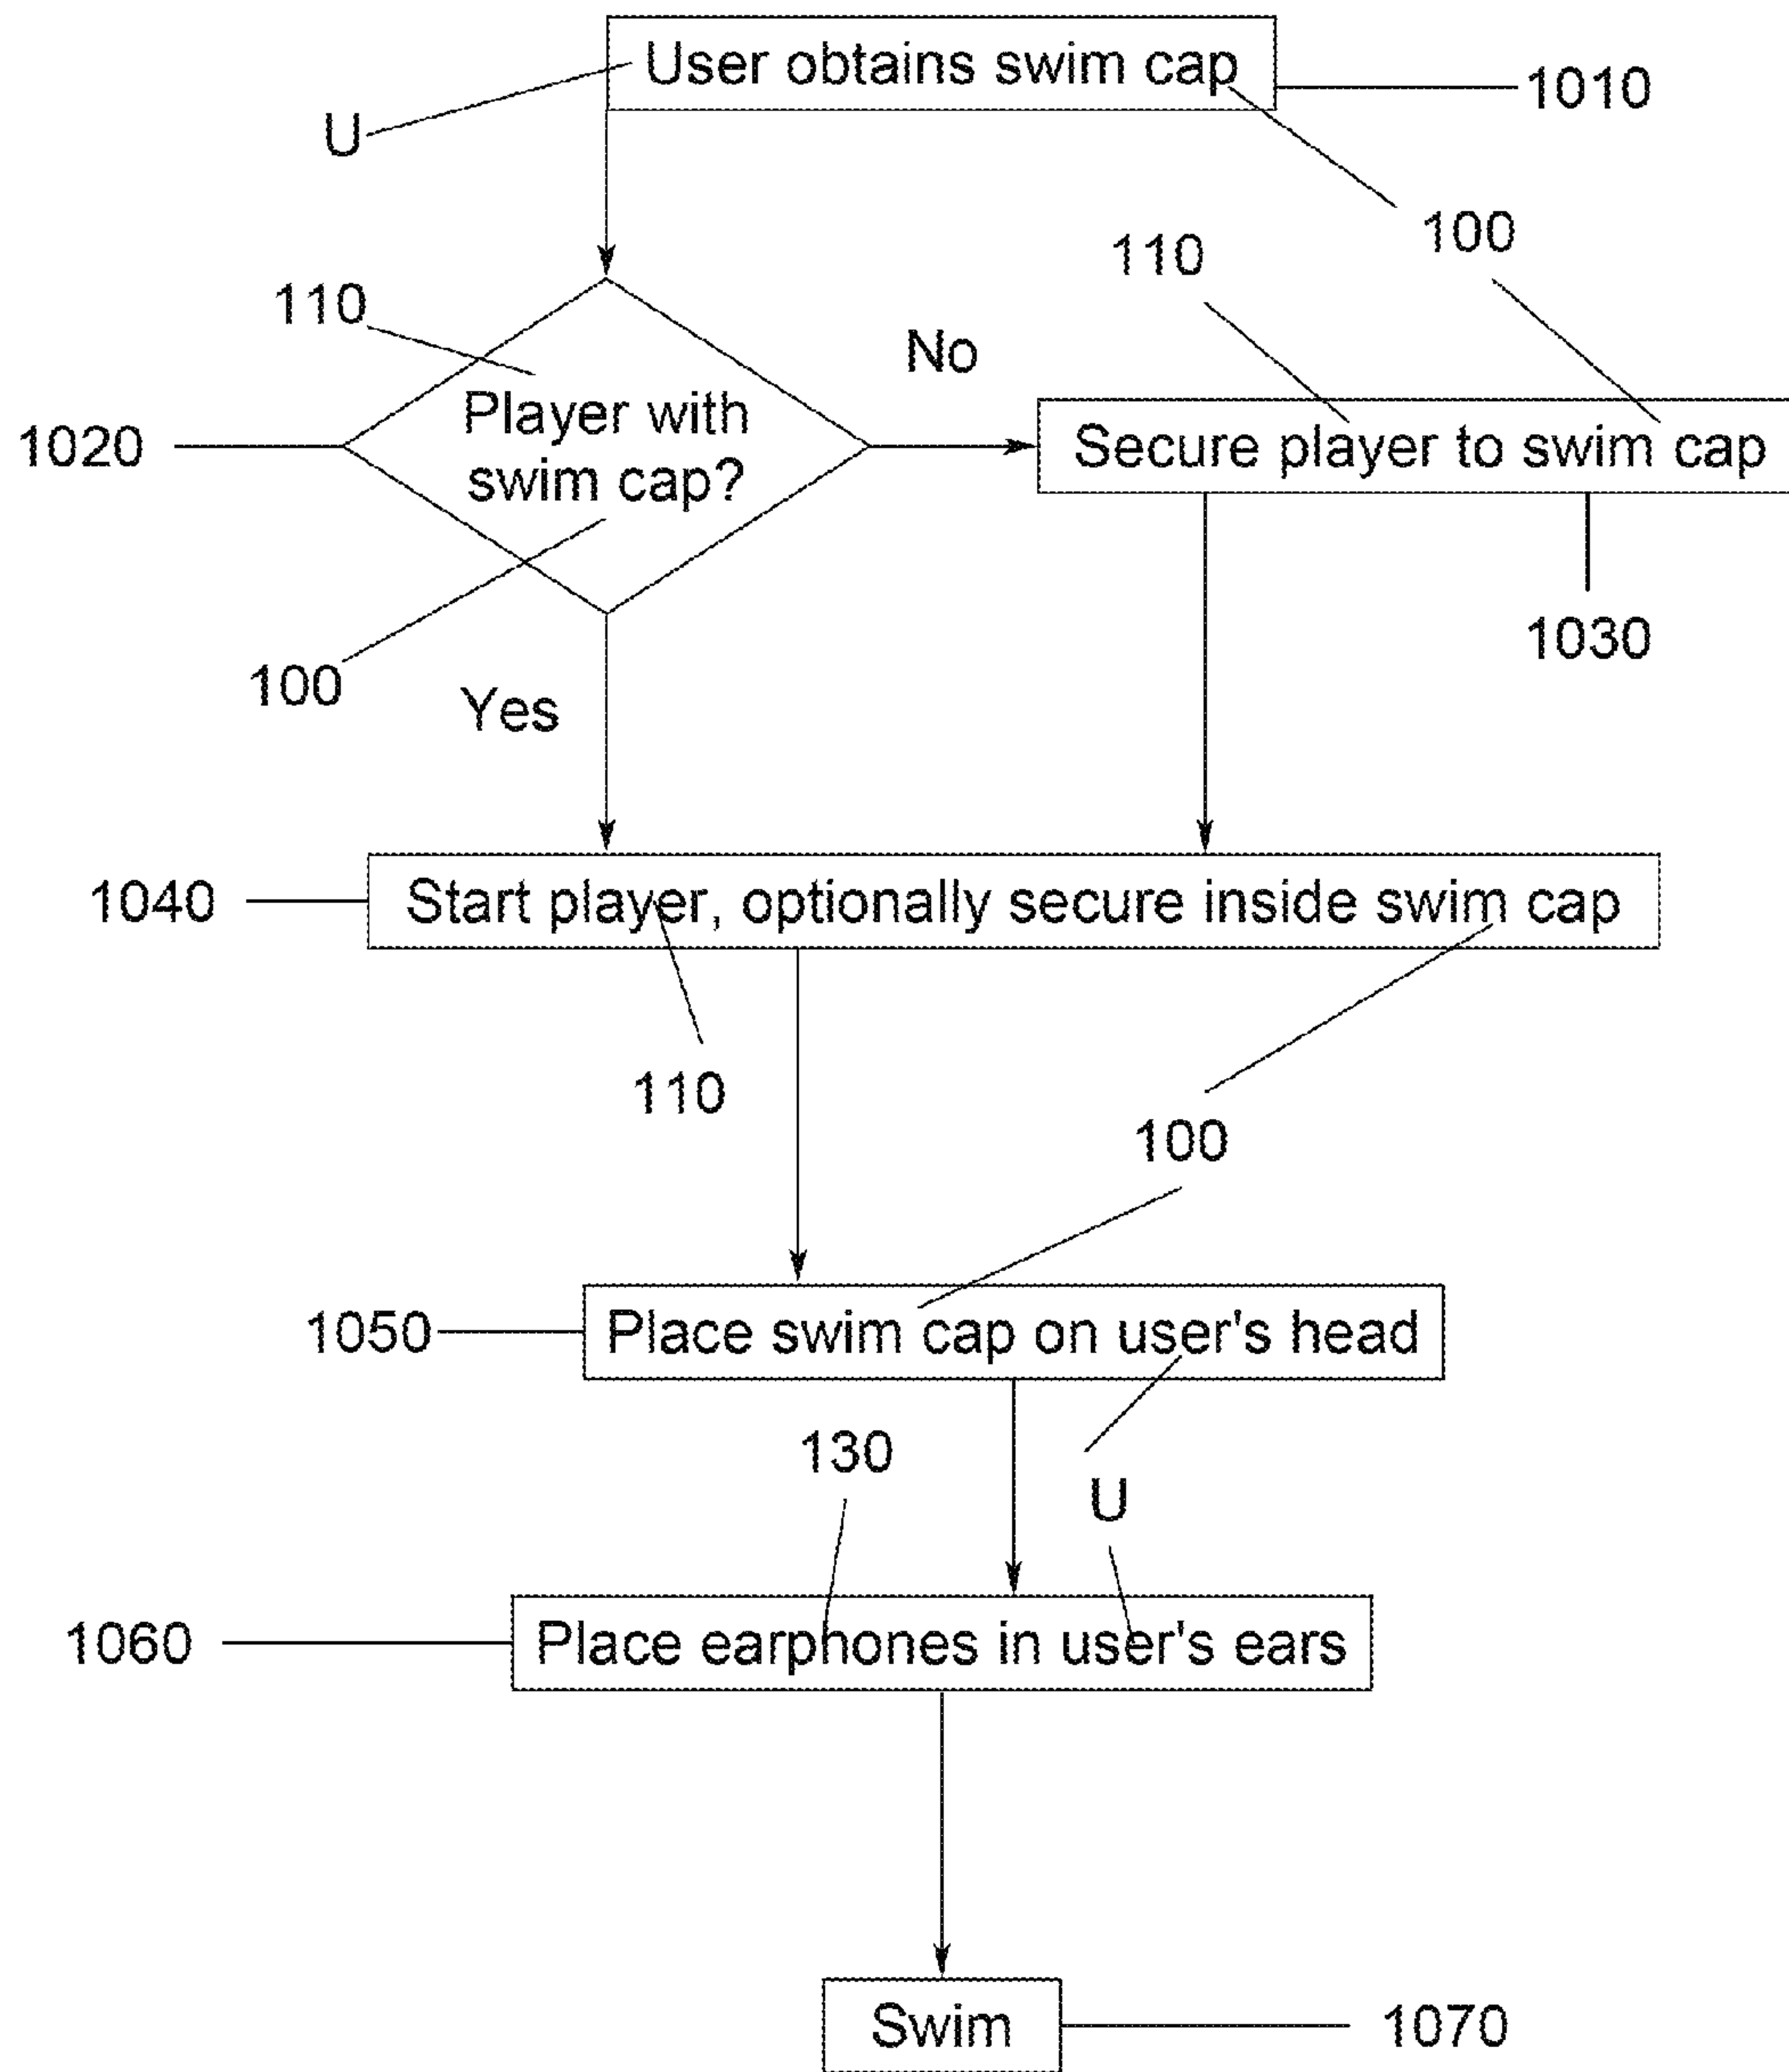 User obtains swim cap
1010
U
100
110
110
No
Player with
swim cap?
1020
Secure player to swim cap
1030
100
Yes
1040
Start player, optionally secure inside swim cap
110
100
1050
Place swim cap on user's head
130
U
1060
Place earphones in user's ears
Swim
1070